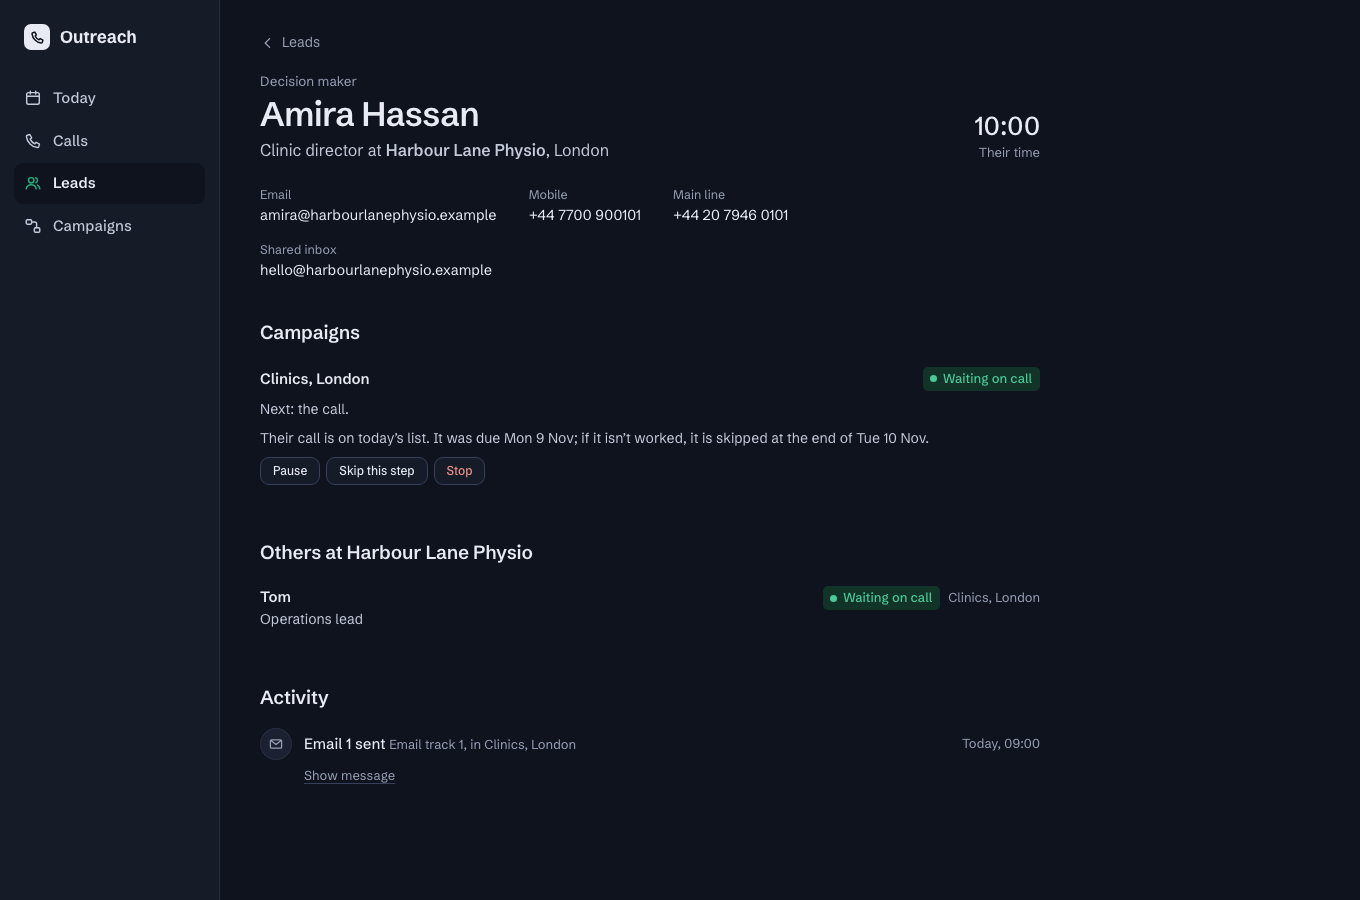 Outreach
Today
Calls
Leads
Campaigns
Leads
Decision maker
Amira Hassan
Clinic director at Harbour Lane Physio, London
10:00
Their time
Email
amira@harbourlanephysio.example
Mobile
+44 7700 900101
Main line
+44 20 7946 0101
Shared inbox
hello@harbourlanephysio.example
Campaigns
Clinics, London
Waiting on call
Next: the call.
Their call is on today’s list. It was due Mon 9 Nov; if it isn’t worked, it is skipped at the end of Tue 10 Nov.
Pause
Skip this step
Stop
Others at Harbour Lane Physio
Tom
Waiting on call
Clinics, London
Operations lead
Activity
Email 1 sent Email track 1, in Clinics, London
Today, 09:00
Show message